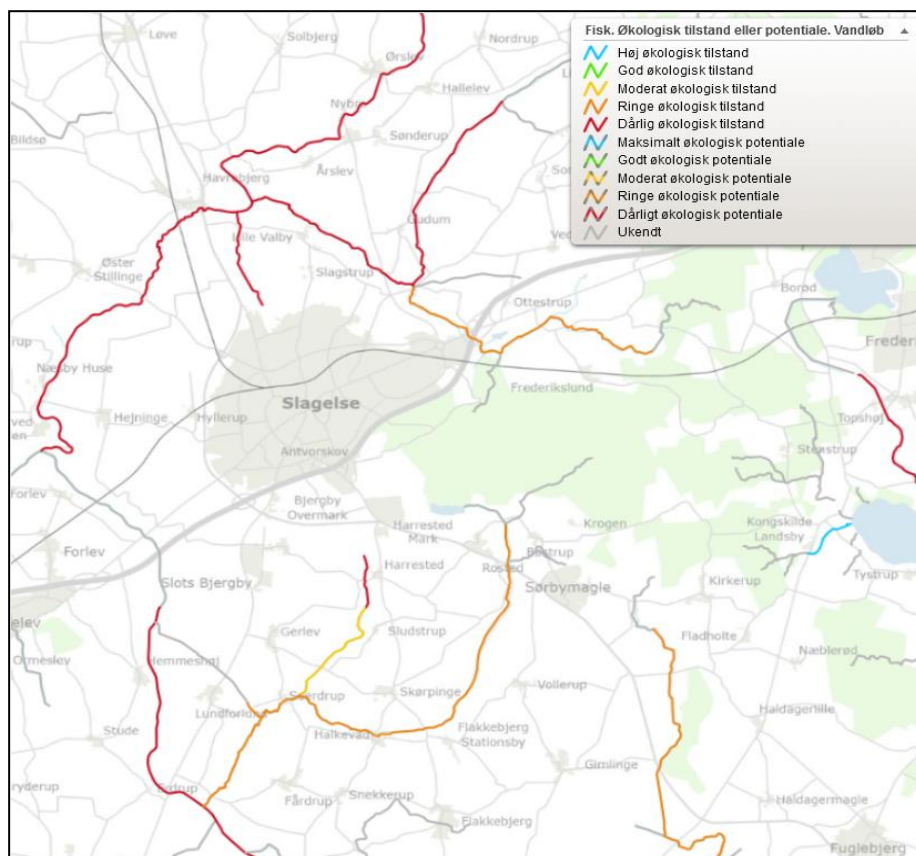 Fisk. Økologisk tilstand eller potentiale. Vandløb
Høj økologisk tilstand
God økologisk tilstand
Moderat økologisk tilstand
Ringe økologisk tilstand
Dårlig økologisk tilstand
Maksimalt økologisk potentiale
Godt økologisk potentiale
Moderat økologisk potentiale
Ringe økologisk potentiale
Dårligt økologisk potentiale
Ukendt
Løve
Solbjerg
Nordrup
Ørslev
Hallelev
Nybr
Bildsø
Sønderup
Årslev
Havrebjerg
Gudum
Lille Valby
Øster
Stillinge
Slagstrup
Borød
Ottestrup
Frederi
Næsby Huse
Frederikslund
Slagelse
Hejninge
Hyllerup
Topshøj
Antvorskov
Stenstrup
Forlev
Bjergby
Overmark
Harrested
Mark
Krogen
Kongskilde
Landsby
Forlev
Bøstrup
Harrested
Rosted
Tystrup
Slots Bjergby
Sørbymagle
Kirkerup
Gerlev
Sludstrup
Fladholte
Ormeslev
Hemmeshøj
Næblerød
Skørpinge
Vollerup
Lundforlund
Haldagerlille
Stude
Halkevad
Flakkebjerg
Stationsby
Gimlinge
Fårdrup
Snekkerup
Haldagermagle
Flakkebjerg
Fuglebjerg